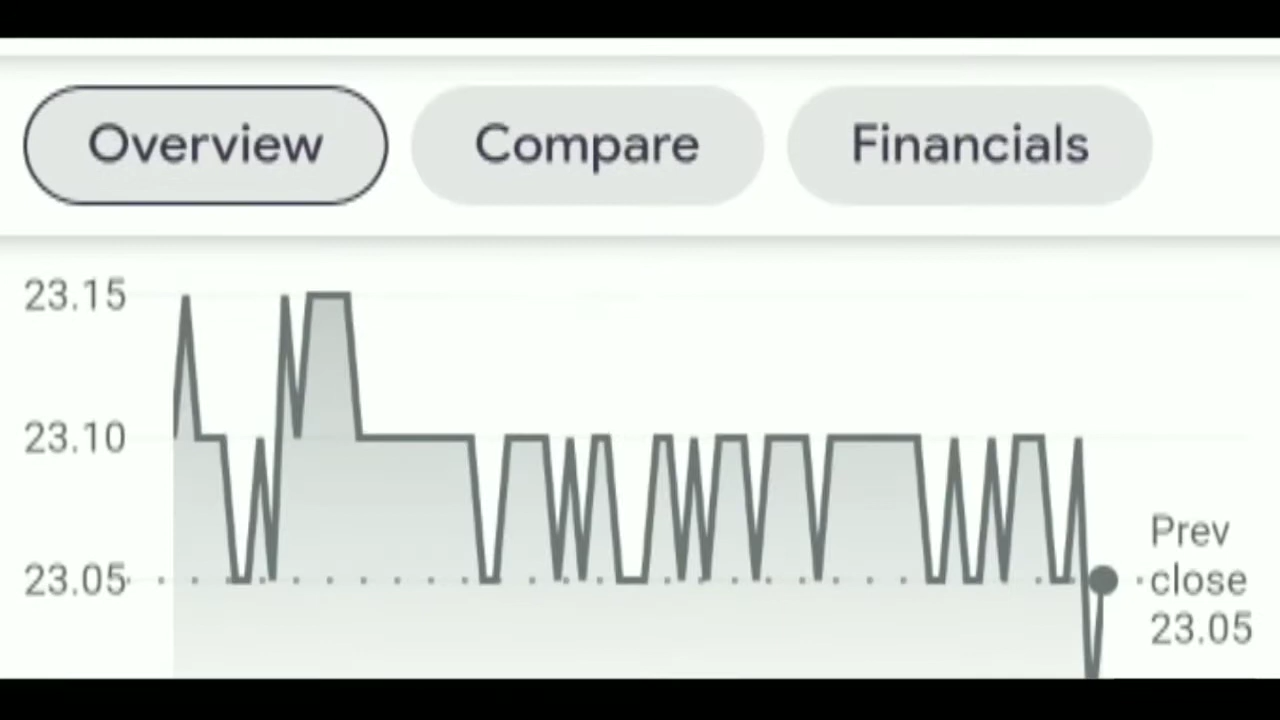 Overview
Compare
Financials
23.15
23.10
23.05
Prev
close
23.05